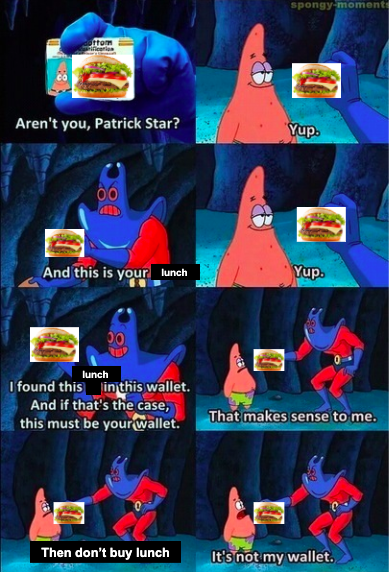 spongy-moments
ottom
Aren't you, Patrick Star?
Yup.
And this is your lunch
Yup.
lunch
I found this in this wallet.
And if that's the case,
this must be your wallet.
That makes sense to me.
Then don't buy lunch
It's not my wallet.